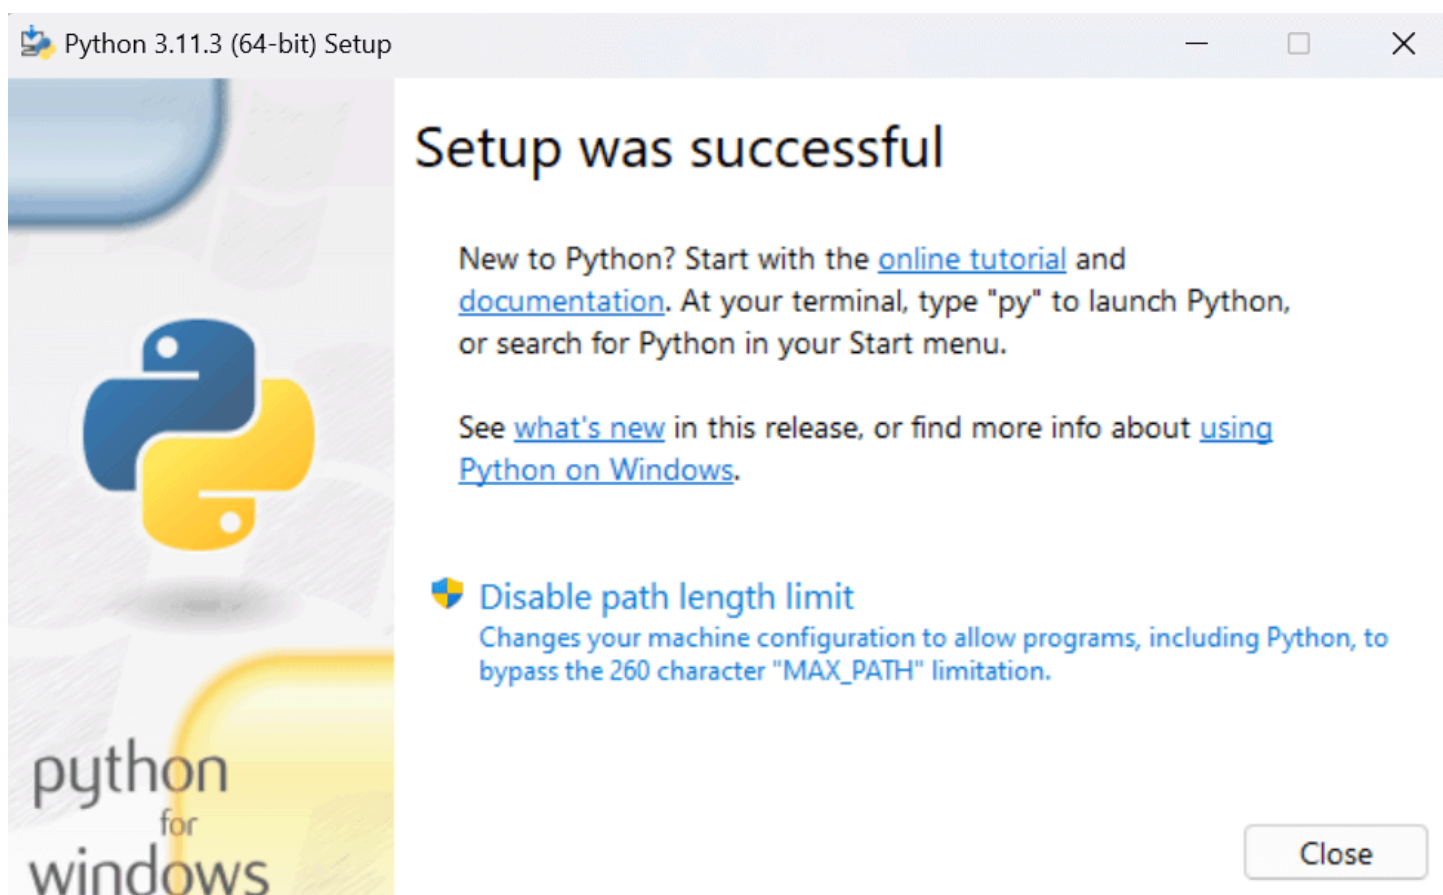 Python 3.11.3 (64-bit) Setup
Setup was successful
New to Python? Start with the online tutorial and
documentation. At your terminal, type "py" to launch Python,
or search for Python in your Start menu.
See what's new in this release, or find more info about using
Python on Windows.
Disable path length limit
Changes your machine configuration to allow programs, including Python, to
bypass the 260 character "MAX_PATH" limitation.
python
for
windows
Close